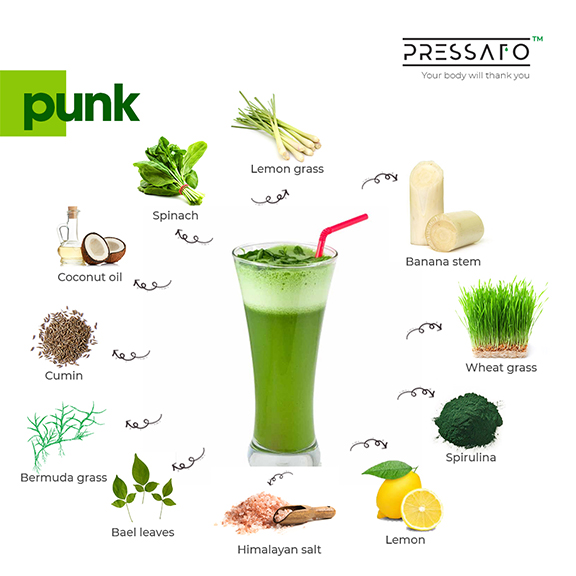 PRESSATO™
Your body will thank you
punk
Lemon grass
Spinach
Banana stem
Coconut oil
Wheat grass
Cumin
Spirulina
Bermuda grass
Bael leaves
Lemon
Himalayan salt